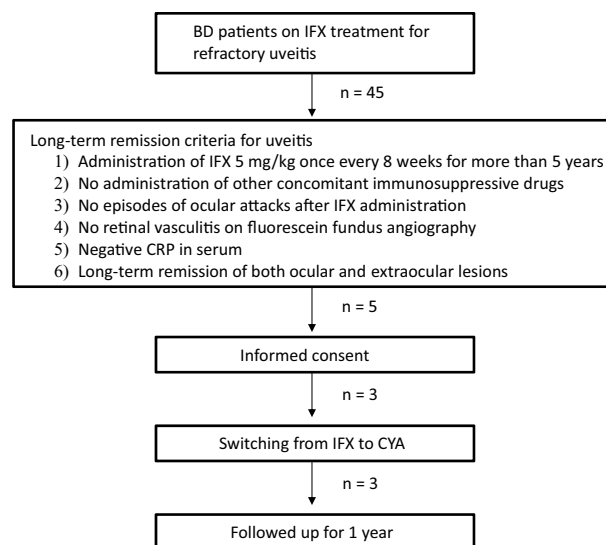 BD patients on IFX treatment for
refractory uveitis
n = 45
Long-term remission criteria for uveitis
1) Administration of IFX 5 mg/kg once every 8 weeks for more than 5 years
2) No administration of other concomitant immunosuppressive drugs
3) No episodes of ocular attacks after IFX administration
4) No retinal vasculitis on fluorescein fundus angiography
5) Negative CRP in serum
6) Long-term remission of both ocular and extraocular lesions
n = 5
Informed consent
n = 3
Switching from IFX to CYA
n = 3
Followed up for 1 year